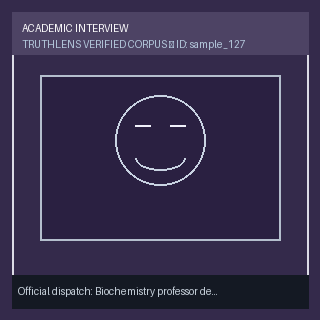 ACADEMIC INTERVIEW
TRUTHLENS VERIFIED CORPUS ID: sample_127
Official dispatch: Biochemistry professor de...